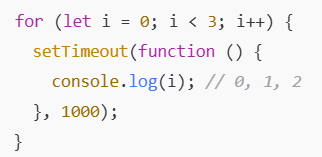 for (let i = 0; i < 3; i++) {
  setTimeout(function () {
    console.log(i); // 0, 1, 2
  }, 1000);
}